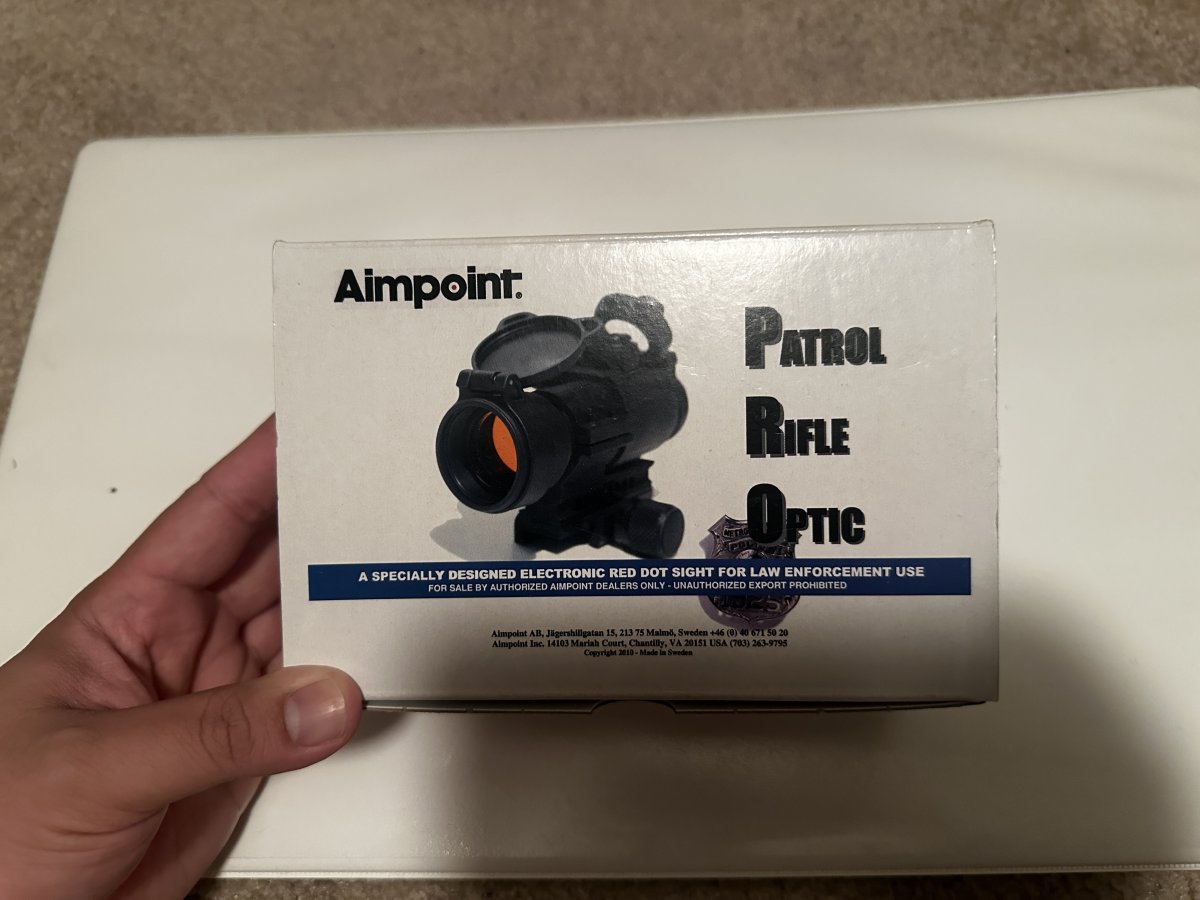 Aimpoint®
PATROL
RIFLE
OPTIC
A SPECIALLY DESIGNED ELECTRONIC RED DOT SIGHT FOR LAW ENFORCEMENT USE
FOR SALE BY AUTHORIZED AIMPOINT DEALERS ONLY - UNAUTHORIZED EXPORT PROHIBITED
Aimpoint AB, Jägershillgatan 15, 213 75 Malmö, Sweden +46 (0) 40 671 50 20
Aimpoint Inc. 14103 Mariah Court, Chantilly, VA 20151 USA (703) 263-9795
Copyright 2010 - Made in Sweden